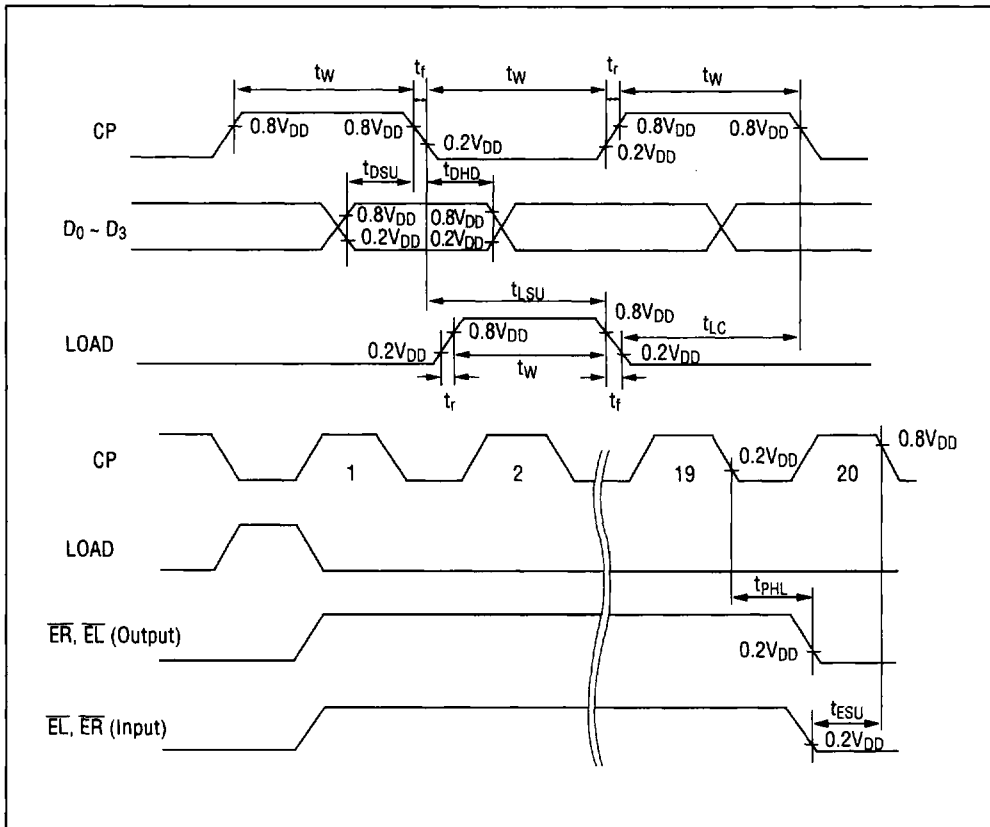 tW tf tW tr tW
CP 0.8VDD 0.8VDD 0.2VDD 0.8VDD 0.8VDD
0.2VDD
tDSU tDHD
D0 ~ D3 0.8VDD 0.8VDD
0.2VDD 0.2VDD
tLSU
0.8VDD tLC
LOAD 0.8VDD
0.2VDD 0.2VDD
tW
tr tf
CP 1 2 19 0.2VDD 20 0.8VDD
LOAD
tPHL
ER, EL (Output) 0.2VDD
EL, ER (Input) tESU
0.2VDD